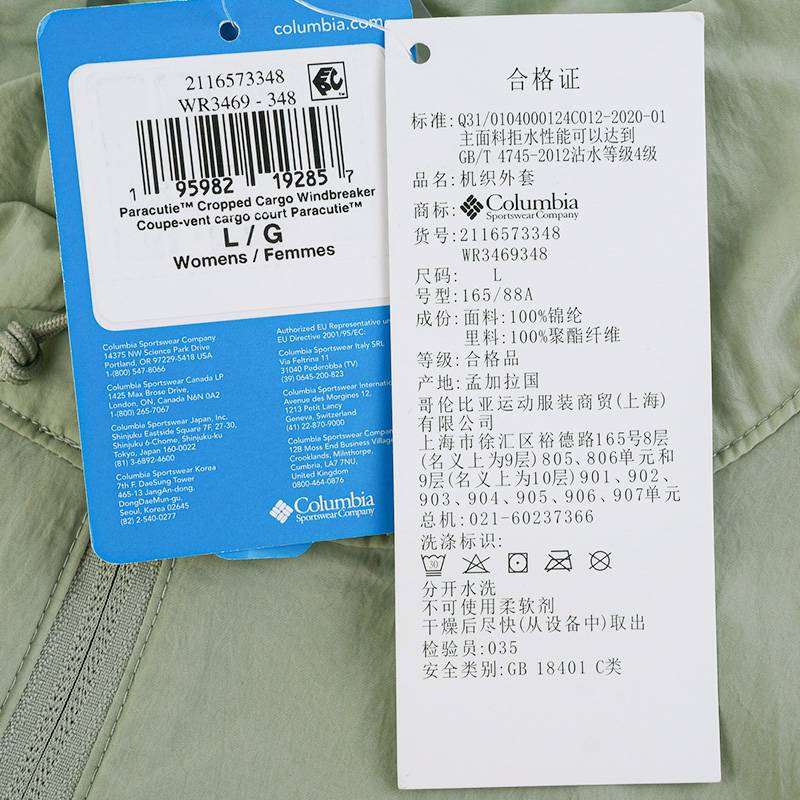 columbia.com
2116573348
WR3469 - 348
1 95982 19285 7
Paracutie™ Cropped Cargo Windbreaker
Coupe-vent cargo court Paracutie™
L / G
Womens / Femmes
Columbia Sportswear Company
14375 NW Science Park Drive
Portland, OR 97229-5418 USA
1-(800) 547-8066
Columbia Sportswear Canada LP
1425 Max Brose Drive,
London, ON, Canada N6N 0A2
1-(800) 265-7067
Columbia Sportswear Japan, Inc.
Shinjuku Eastside Square 7F, 27-30,
Shinjuku 6-Chome, Shinjuku-ku
Tokyo, Japan 160-0022
(81) 3-6892-4600
Columbia Sportswear Korea
7th F. DaeSung Tower
465-13 JangAn-dong,
DongDaeMun-gu,
Seoul, Korea 02645
(82) 2-540-0277
Authorized EU Representative
EU Directive 2001/95/EC:
Columbia Sportswear Italy SRL
Via Feltrina 11
31040 Pederobba (TV)
(39) 0645-200-823
Columbia Sportswear
Avenue des Morgines 12,
1213 Petit Lancy
Geneva, Switzerland
(41) 22-870-9000
Columbia Sportswear Company
12B Moss End Business Village
Crooklands, Milnthorpe,
Cumbria, LA7 7NU,
United Kingdom
0800-464-0876
Columbia
Sportswear Company
合格证
标准:Q31/0104000124C012-2020-01
主面料拒水性能可以达到
GB/T 4745-2012沾水等级4级
品名:机织外套
商标:Columbia
Sportswear Company
货号:2116573348
WR3469348
尺码: L
号型:165/88A
成份:面料:100%锦纶
里料:100%聚酯纤维
等级:合格品
产地:孟加拉国
哥伦比亚运动服装商贸(上海)
有限公司
上海市徐汇区裕德路165号8层
(名义上为9层)805、806单元和
9层(名义上为10层)901、902、
903、904、905、906、907单元
总机:021-60237366
洗涤标识:
30
分开水洗
不可使用柔软剂
干燥后尽快(从设备中)取出
检验员:035
安全类别:GB 18401 C类